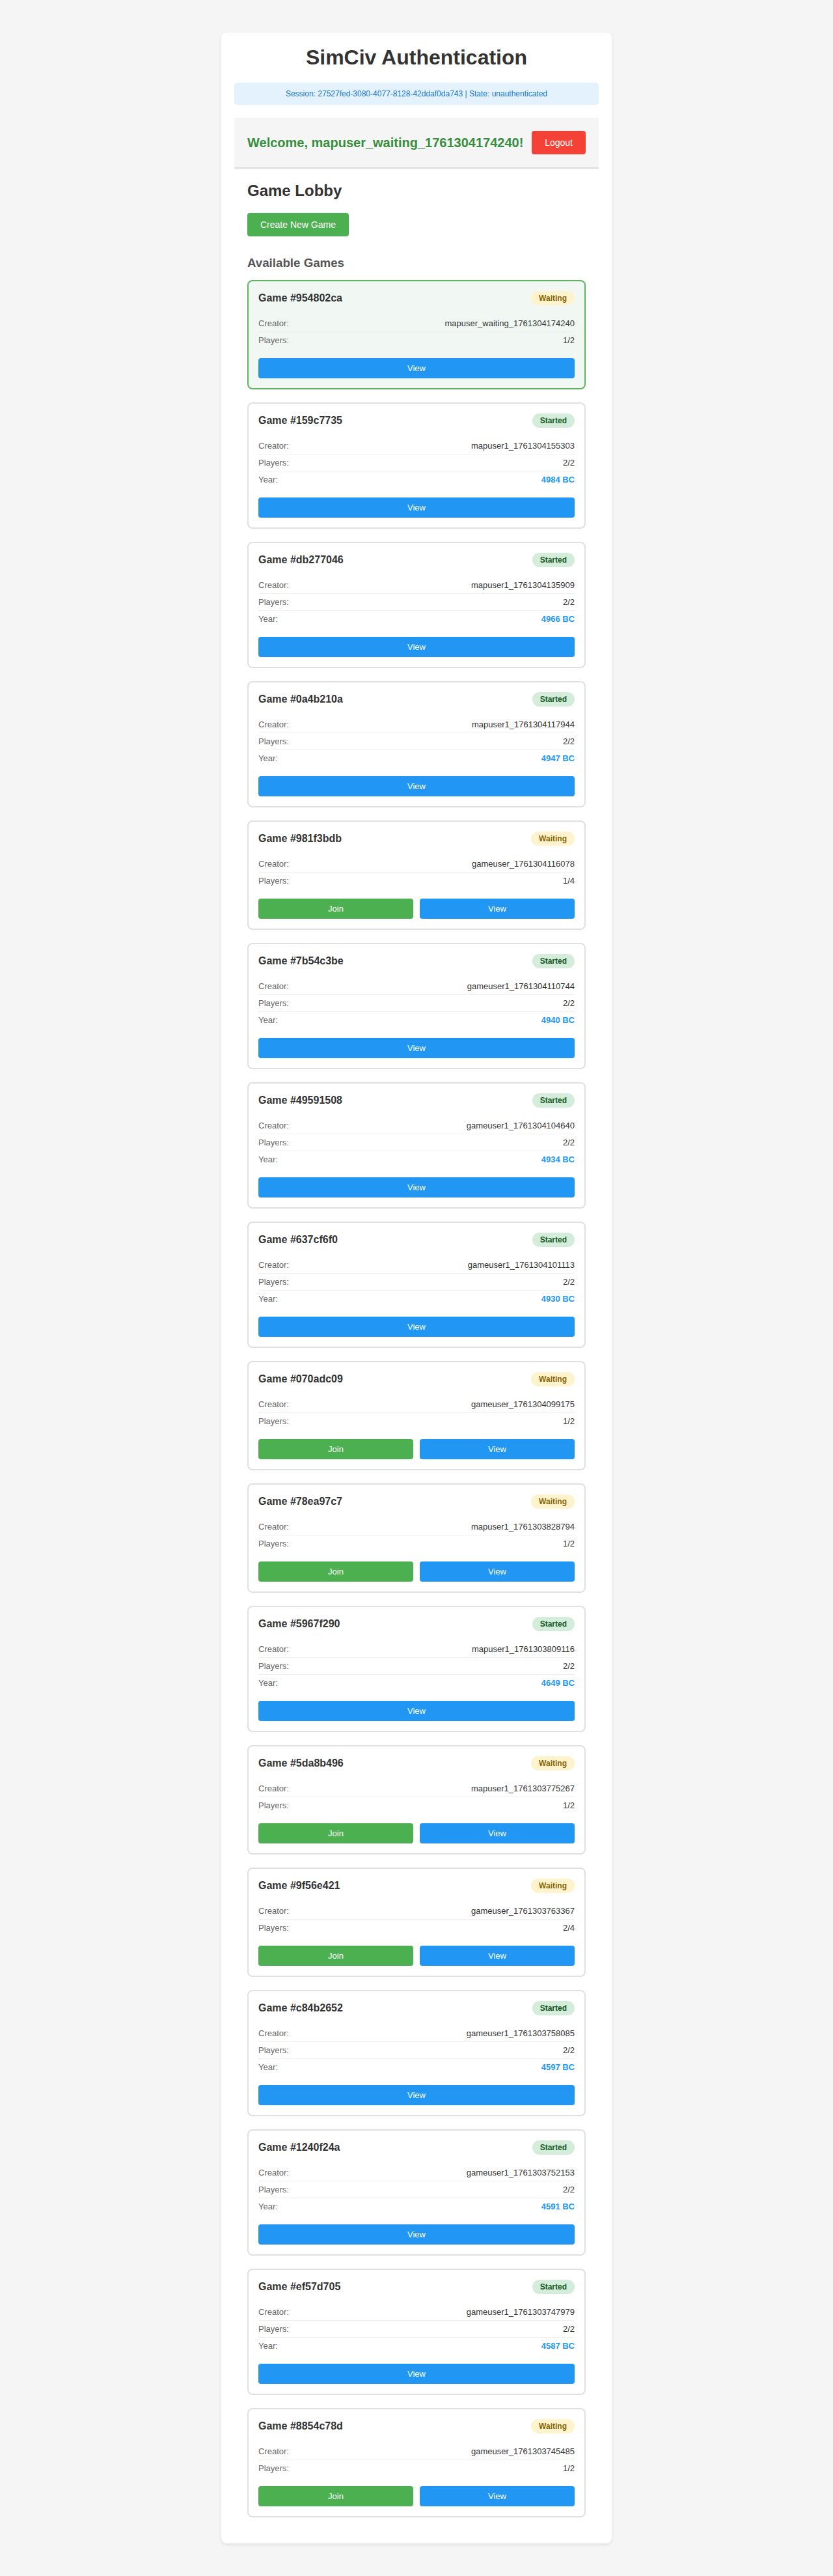 SimCiv Authentication
Session: 27527fed-3080-4077-8128-42ddaf0da743 | State: unauthenticated
Welcome, mapuser_waiting_1761304174240! Logout
Game Lobby
Create New Game
Available Games
Game #954802ca Waiting
Creator: mapuser_waiting_1761304174240
Players: 1/2
View
Game #159c7735 Started
Creator: mapuser1_1761304155303
Players: 2/2
Year: 4984 BC
View
Game #db277046 Started
Creator: mapuser1_1761304135909
Players: 2/2
Year: 4966 BC
View
Game #0a4b210a Started
Creator: mapuser1_1761304117944
Players: 2/2
Year: 4947 BC
View
Game #981f3bdb Waiting
Creator: gameuser_1761304116078
Players: 1/4
Join View
Game #7b54c3be Started
Creator: gameuser1_1761304110744
Players: 2/2
Year: 4940 BC
View
Game #49591508 Started
Creator: gameuser1_1761304104640
Players: 2/2
Year: 4934 BC
View
Game #637cf6f0 Started
Creator: gameuser1_1761304101113
Players: 2/2
Year: 4930 BC
View
Game #070adc09 Waiting
Creator: gameuser_1761304099175
Players: 1/2
Join View
Game #78ea97c7 Waiting
Creator: mapuser1_1761303828794
Players: 1/2
Join View
Game #5967f290 Started
Creator: mapuser1_1761303809116
Players: 2/2
Year: 4649 BC
View
Game #5da8b496 Waiting
Creator: mapuser1_1761303775267
Players: 1/2
Join View
Game #9f56e421 Waiting
Creator: gameuser_1761303763367
Players: 2/4
Join View
Game #c84b2652 Started
Creator: gameuser1_1761303758085
Players: 2/2
Year: 4597 BC
View
Game #1240f24a Started
Creator: gameuser1_1761303752153
Players: 2/2
Year: 4591 BC
View
Game #ef57d705 Started
Creator: gameuser1_1761303747979
Players: 2/2
Year: 4587 BC
View
Game #8854c78d Waiting
Creator: gameuser_1761303745485
Players: 1/2
Join View